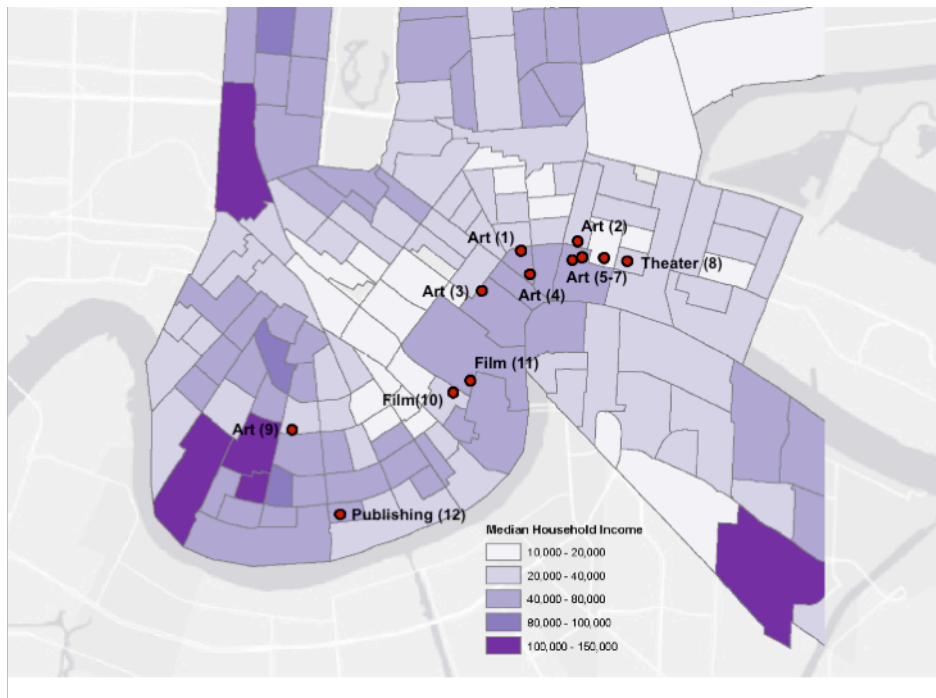 Art (2)
Art (1)
Theater (8)
Art (5-7)
Art (3)
Art (4)
Film (11)
Film(10)
Art (9)
Publishing (12)
Median Household Income
10,000 - 20,000
20,000 - 40,000
40,000 - 80,000
80,000 - 100,000
100,000 - 150,000